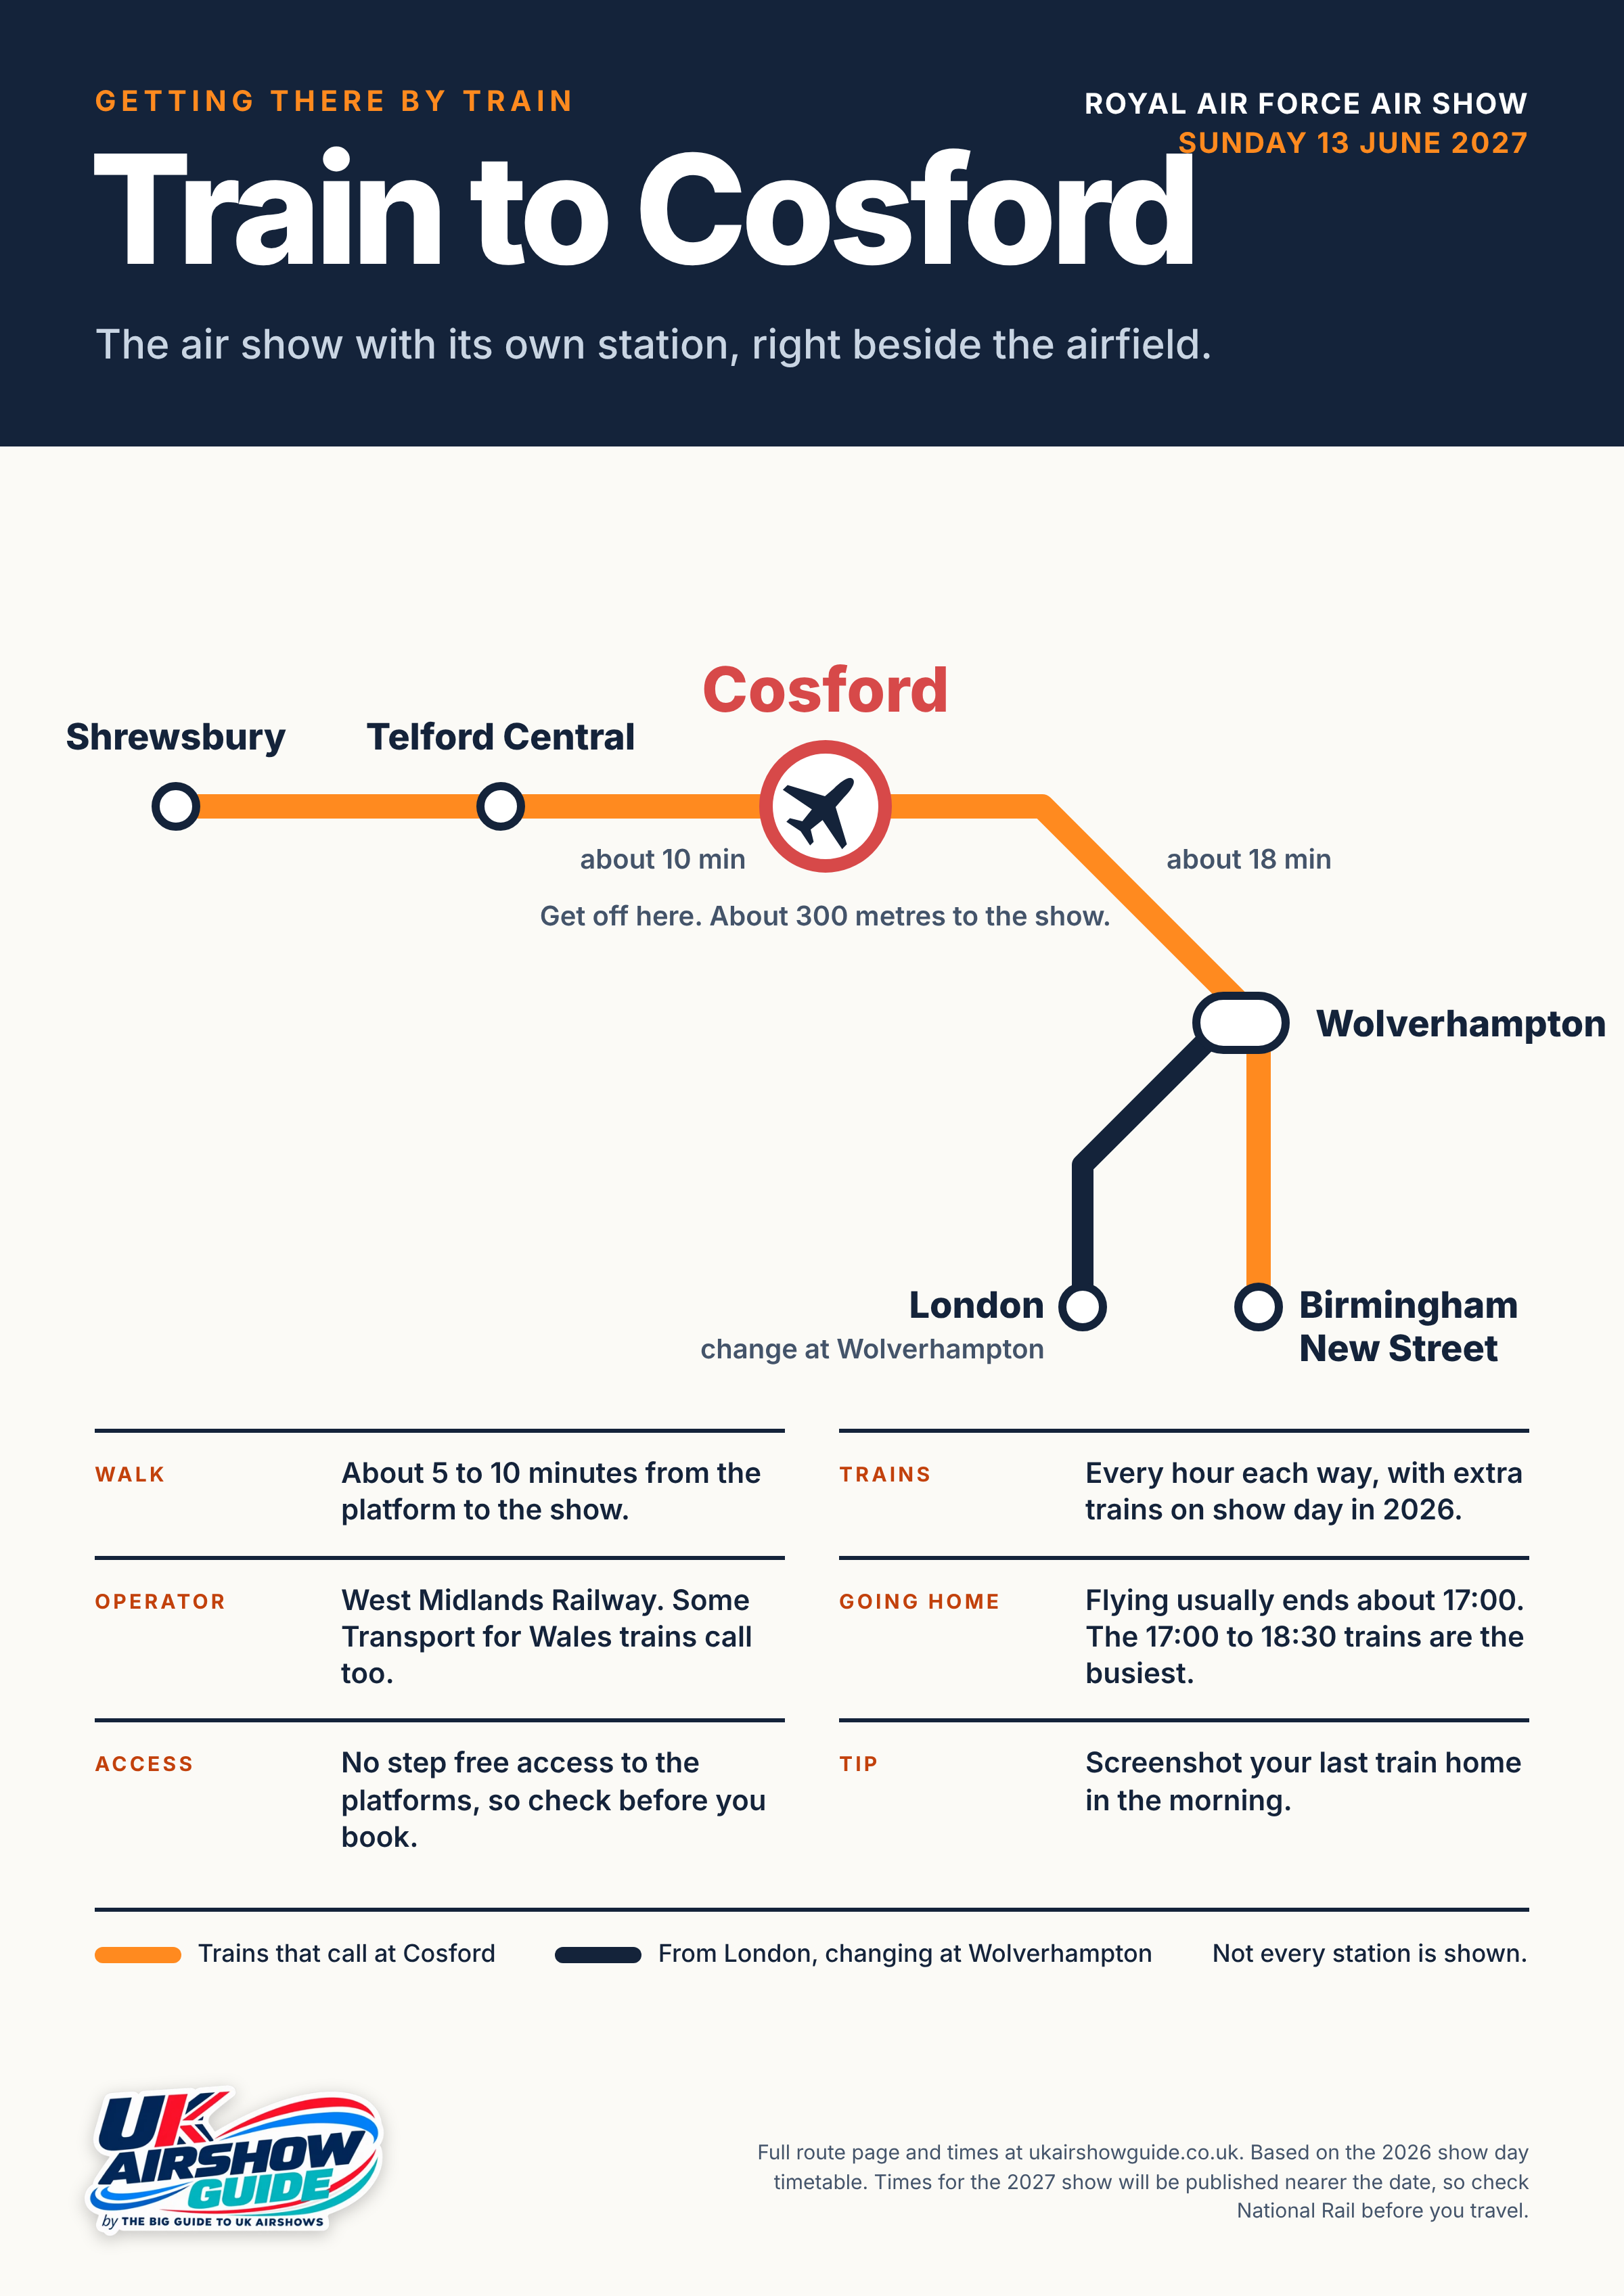 GETTING THERE BY TRAIN
ROYAL AIR FORCE AIR SHOW
SUNDAY 13 JUNE 2027
Train to Cosford
The air show with its own station, right beside the airfield.
Cosford
Shrewsbury
Telford Central
about 10 min
about 18 min
Get off here. About 300 metres to the show.
Wolverhampton
London
change at Wolverhampton
Birmingham
New Street
WALK
About 5 to 10 minutes from the
platform to the show.
TRAINS
Every hour each way, with extra
trains on show day in 2026.
OPERATOR
West Midlands Railway. Some
Transport for Wales trains call
too.
GOING HOME
Flying usually ends about 17:00.
The 17:00 to 18:30 trains are the
busiest.
ACCESS
No step free access to the
platforms, so check before you
book.
TIP
Screenshot your last train home
in the morning.
Trains that call at Cosford
From London, changing at Wolverhampton
Not every station is shown.
UK
AIRSHOW
GUIDE
by THE BIG GUIDE TO UK AIRSHOWS
Full route page and times at ukairshowguide.co.uk. Based on the 2026 show day
timetable. Times for the 2027 show will be published nearer the date, so check
National Rail before you travel.